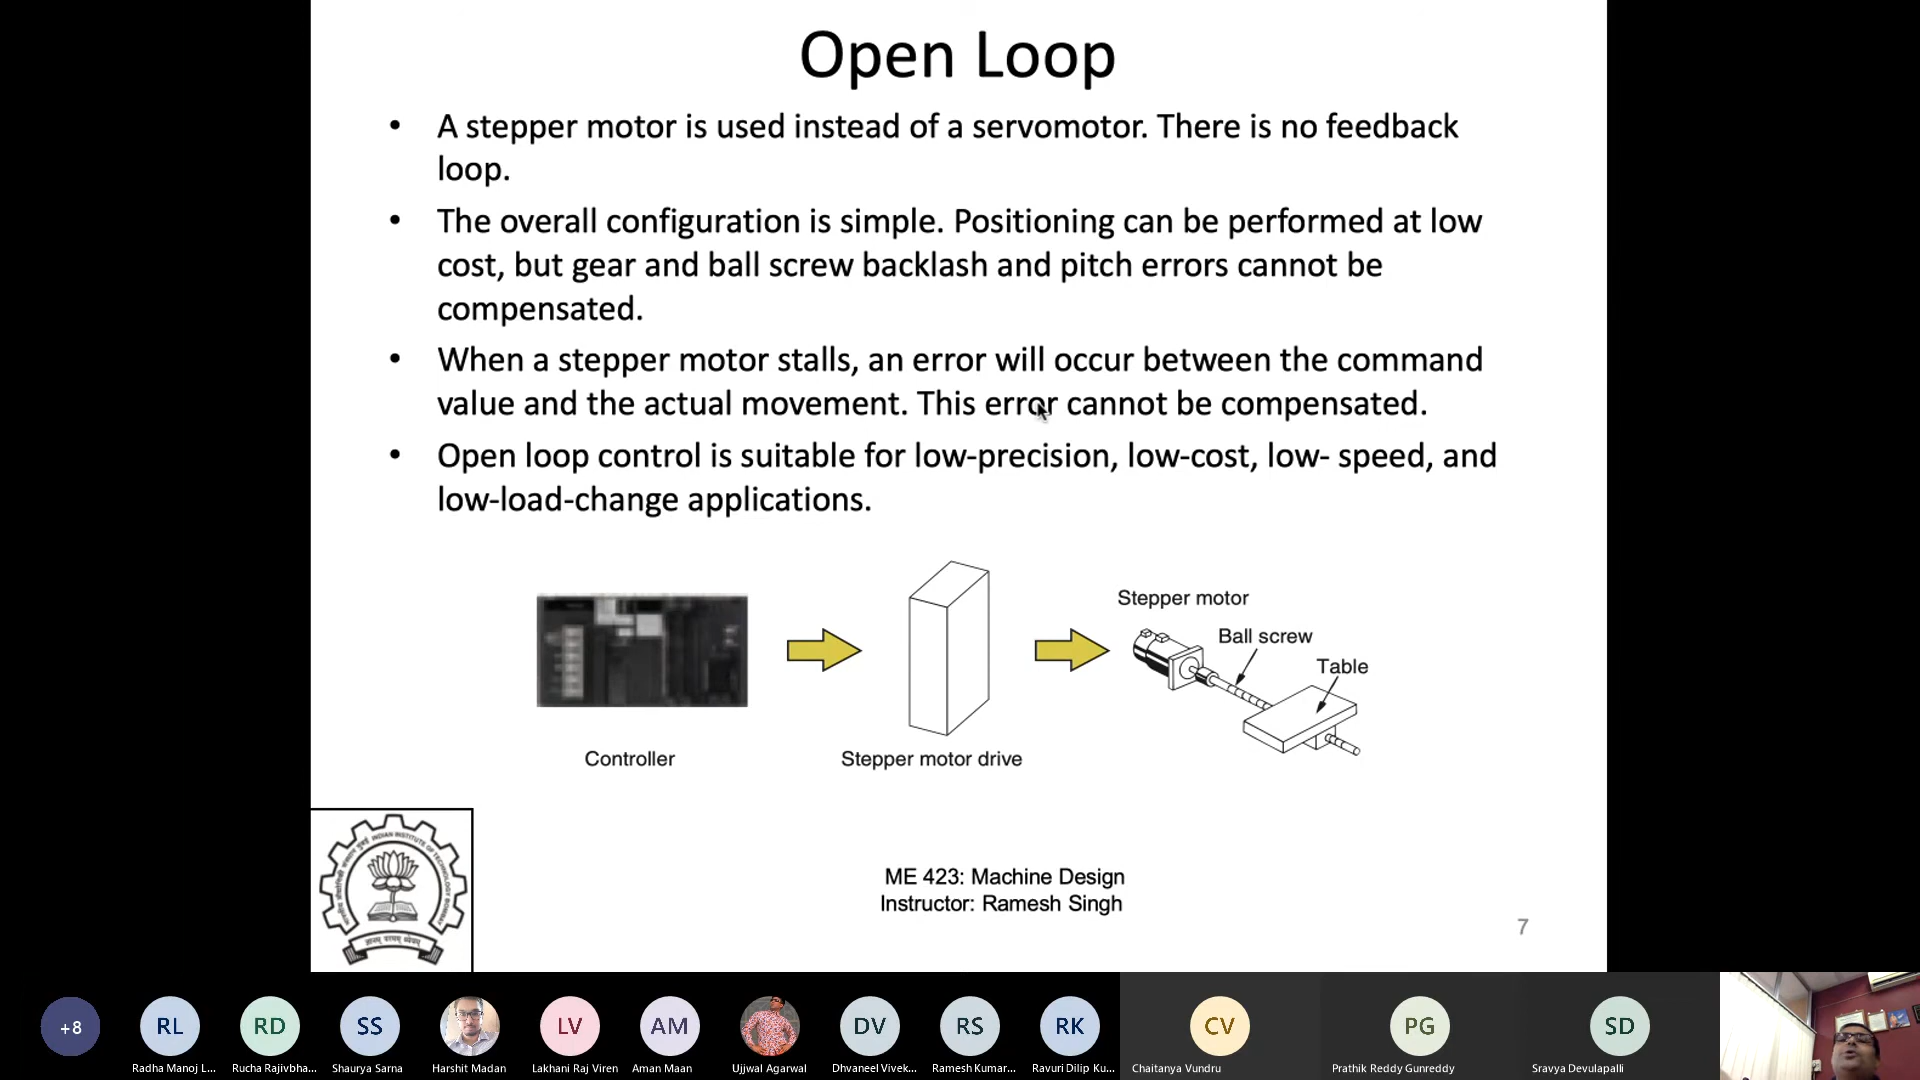 Open Loop
• A stepper motor is used instead of a servomotor. There is no feedback
loop.
• The overall configuration is simple. Positioning can be performed at low
cost, but gear and ball screw backlash and pitch errors cannot be
compensated.
• When a stepper motor stalls, an error will occur between the command
value and the actual movement. This error cannot be compensated.
• Open loop control is suitable for low-precision, low-cost, low- speed, and
low-load-change applications.
Stepper motor
Ball screw
Table
Controller
Stepper motor drive
INDIAN INSTITUTE OF TECHNOLOGY BOMBAY
ME 423: Machine Design
Instructor: Ramesh Singh
7
+8
RL
RD
SS
LV
AM
DV
RS
RK
CV
PG
SD
Radha Manoj L...
Rucha Rajivbha...
Shaurya Sarna
Harshit Madan
Lakhani Raj Viren
Aman Maan
Ujjwal Agarwal
Dhvaneel Vivek...
Ramesh Kumar...
Ravuri Dilip Ku...
Chaitanya Vundru
Prathik Reddy Gunreddy
Sravya Devulapalli